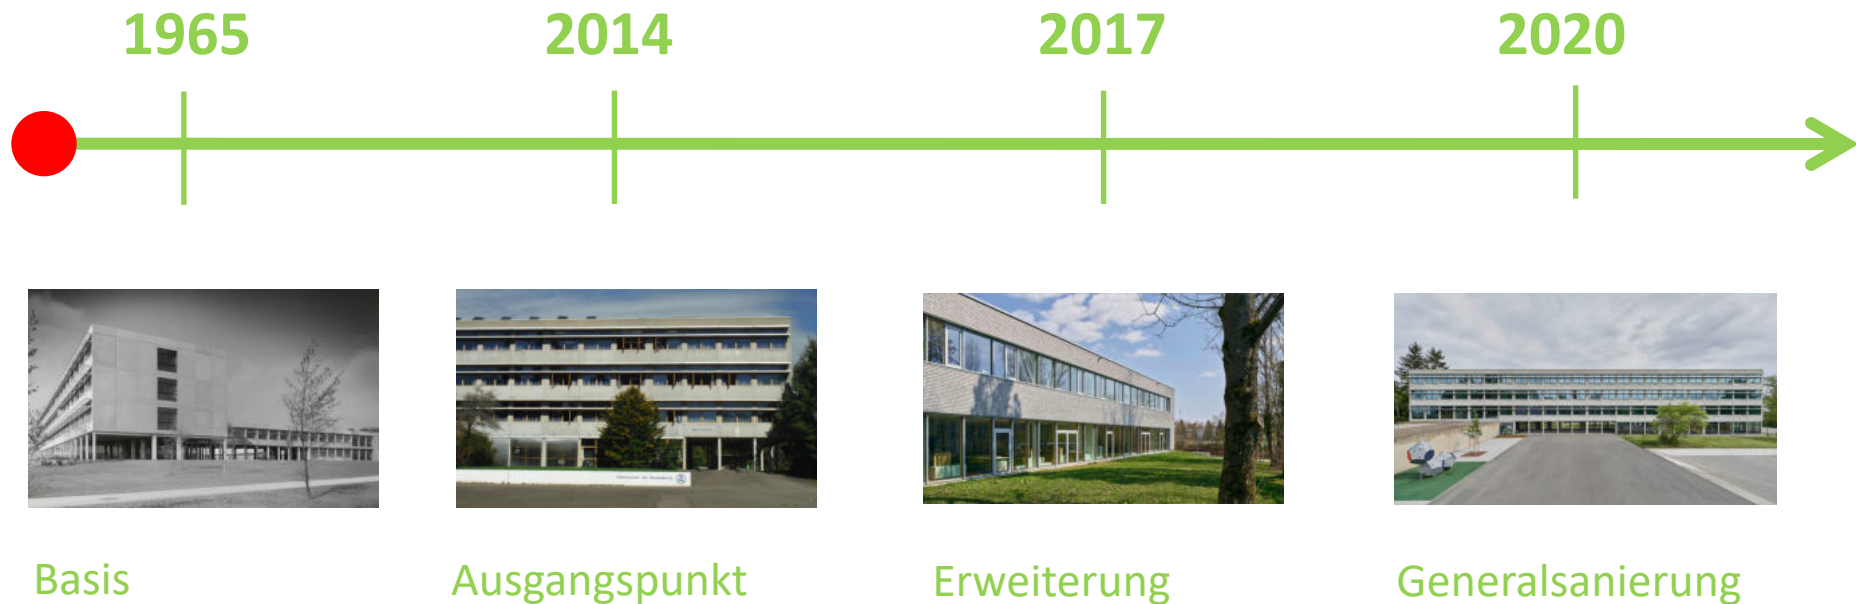 1965
2014
2017
2020
Basis
Ausgangspunkt
Erweiterung
Generalsanierung